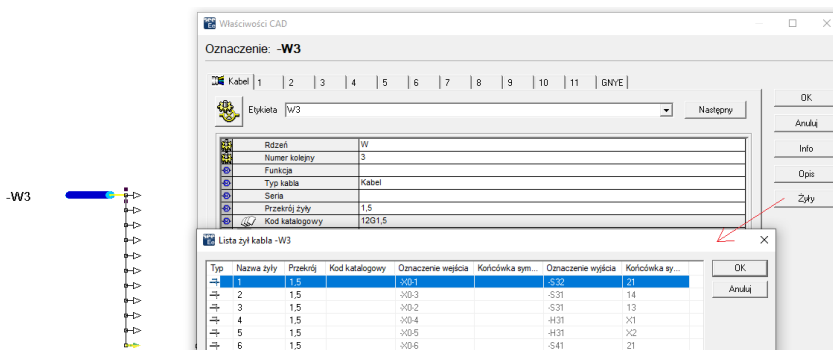 Właściwości CAD
Oznaczenie: -W3
Kabel 1 2 3 4 5 6 7 8 9 10 11 GNYE
Etykieta W3 Następny
OK
Anuluj
Info
Opis
Żyły
Rdzeń W
Numer kolejny 3
Funkcja
Typ kabla Kabel
Seria
Przekrój żyły 1,5
Kod katalogowy 12G1,5
-W3
Lista żył kabla -W3
Typ Nazwa żyły Przekrój Kod katalogowy Oznaczenie wejścia Końcówka sym... Oznaczenie wyjścia Końcówka sy...
1 1,5 -X0-1 -S32 21
2 1,5 -X0-3 -S31 14
3 1,5 -X0-2 -S31 13
4 1,5 -X0-4 -H31 X1
5 1,5 -X0-5 -H31 X2
6 1,5 -X0-6 -S41 21
OK
Anuluj